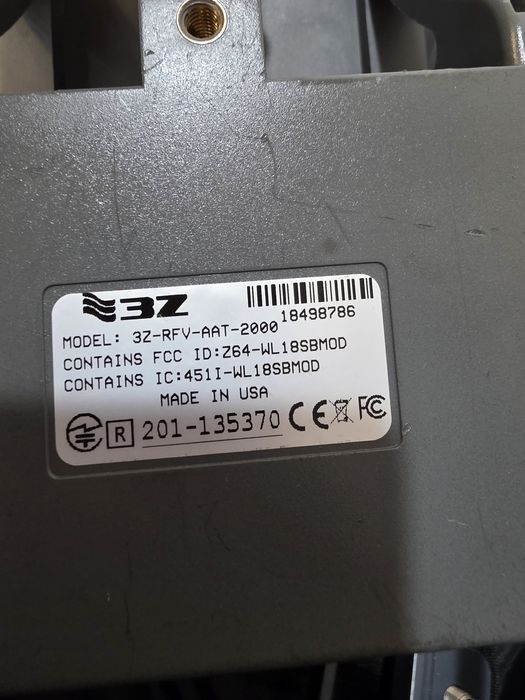 3Z
18498786
MODEL: 3Z-RFV-AAT-2000
CONTAINS FCC ID:Z64-WL18SBMOD
CONTAINS IC:451I-WL18SBMOD
MADE IN USA
R 201-135370 CE FC